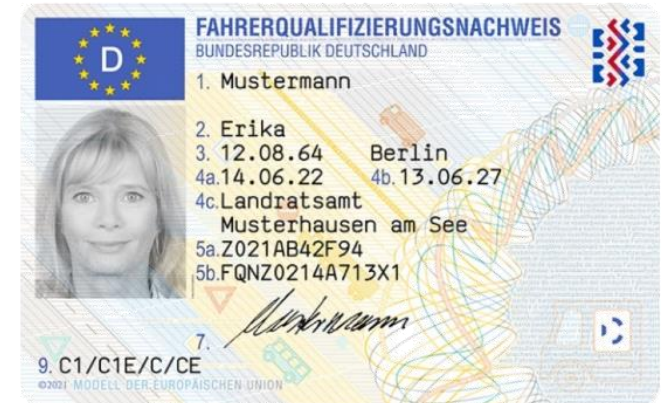 D
FAHRERQUALIFIZIERUNGSNACHWEIS
BUNDESREPUBLIK DEUTSCHLAND
1. Mustermann
2. Erika
3. 12.08.64 Berlin
4a. 14.06.22 4b. 13.06.27
4c. Landratsamt
Musterhausen am See
5a. Z021AB42F94
5b. FQNZ0214A713X1
7. Mustermann
9. C1/C1E/C/CE
©2021 MODELL DER EUROPÄISCHEN UNION